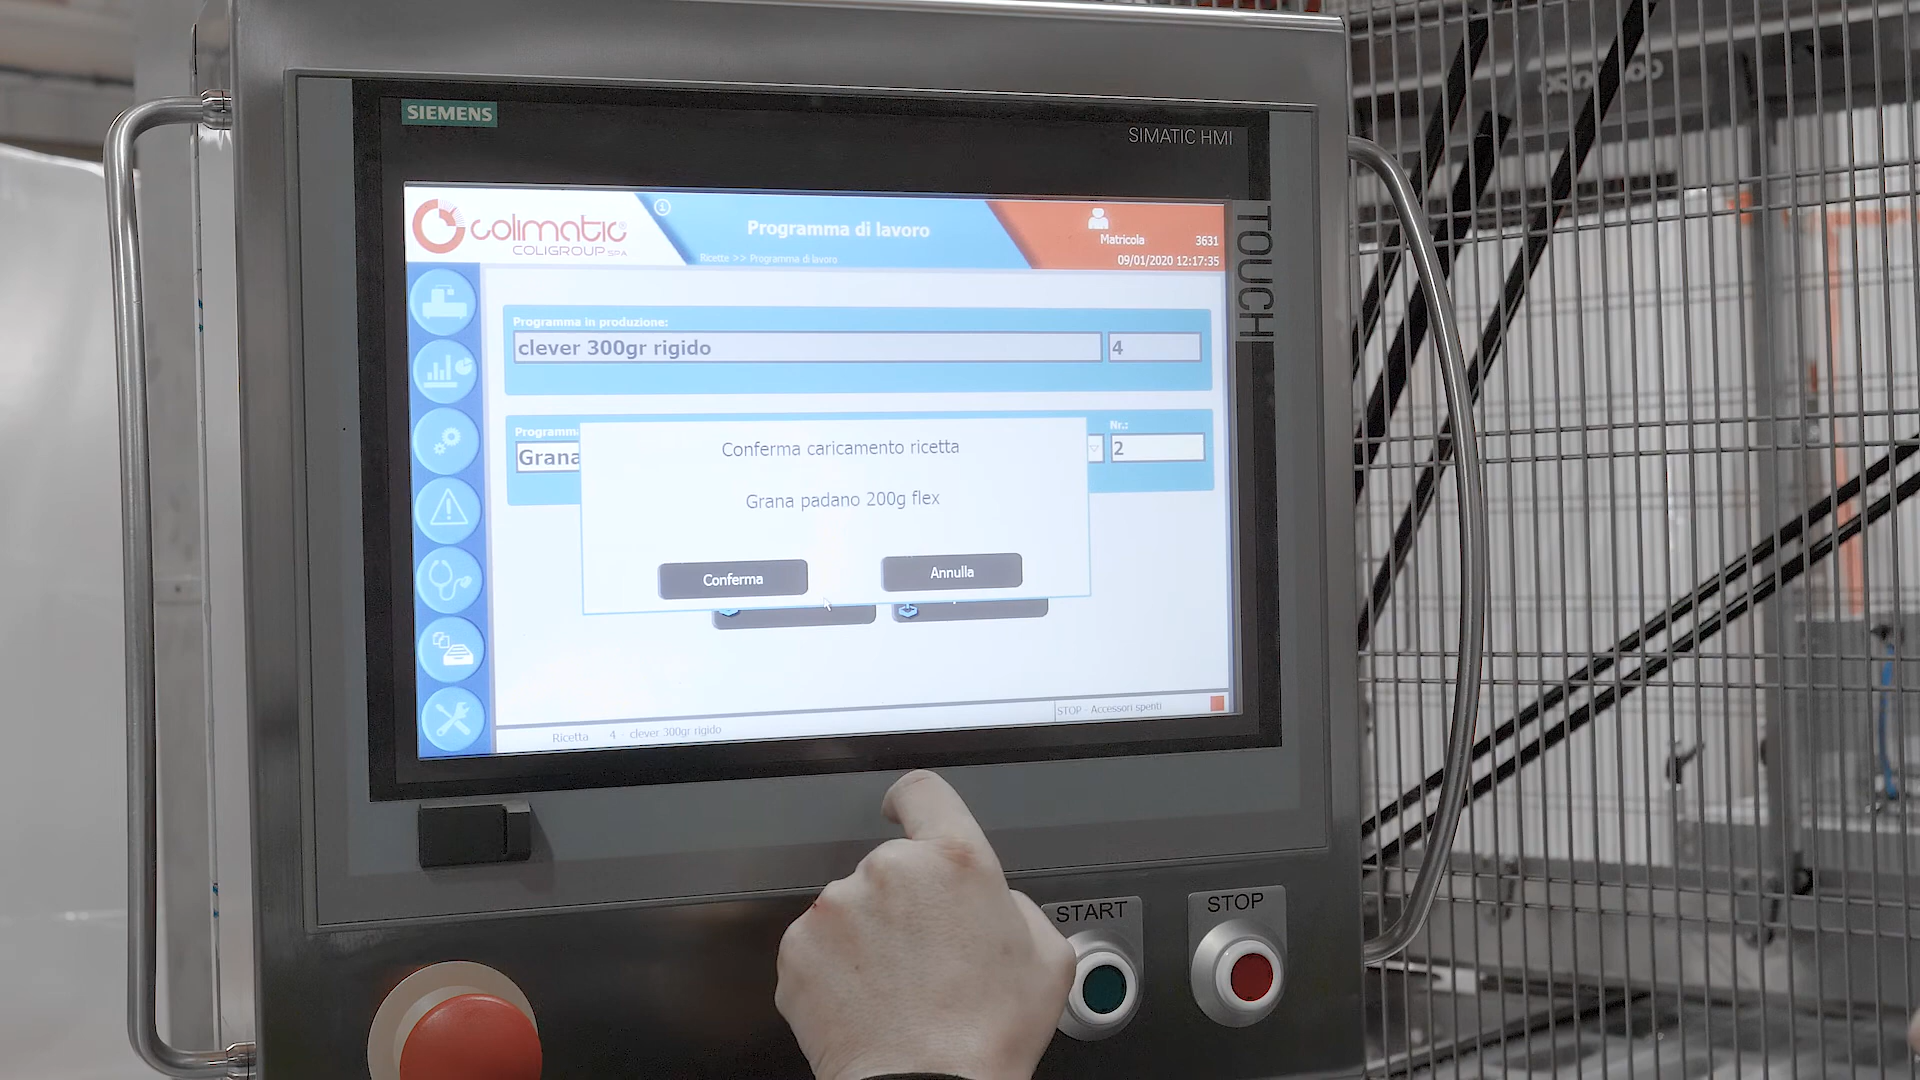 SIEMENS
SIMATIC HMI
TOUCH
colimatic®
COLIGROUP SPA
Programma di lavoro
Ricette >> Programma di lavoro
Matricola 3631
09/01/2020 12:17:35
Programma in produzione:
clever 300gr rigido 4
Programm Nr.:
Grana 2
Conferma caricamento ricetta
Grana padano 200g flex
Conferma Annulla
STOP - Accessori spenti
Ricetta 4 - clever 300gr rigido
START STOP